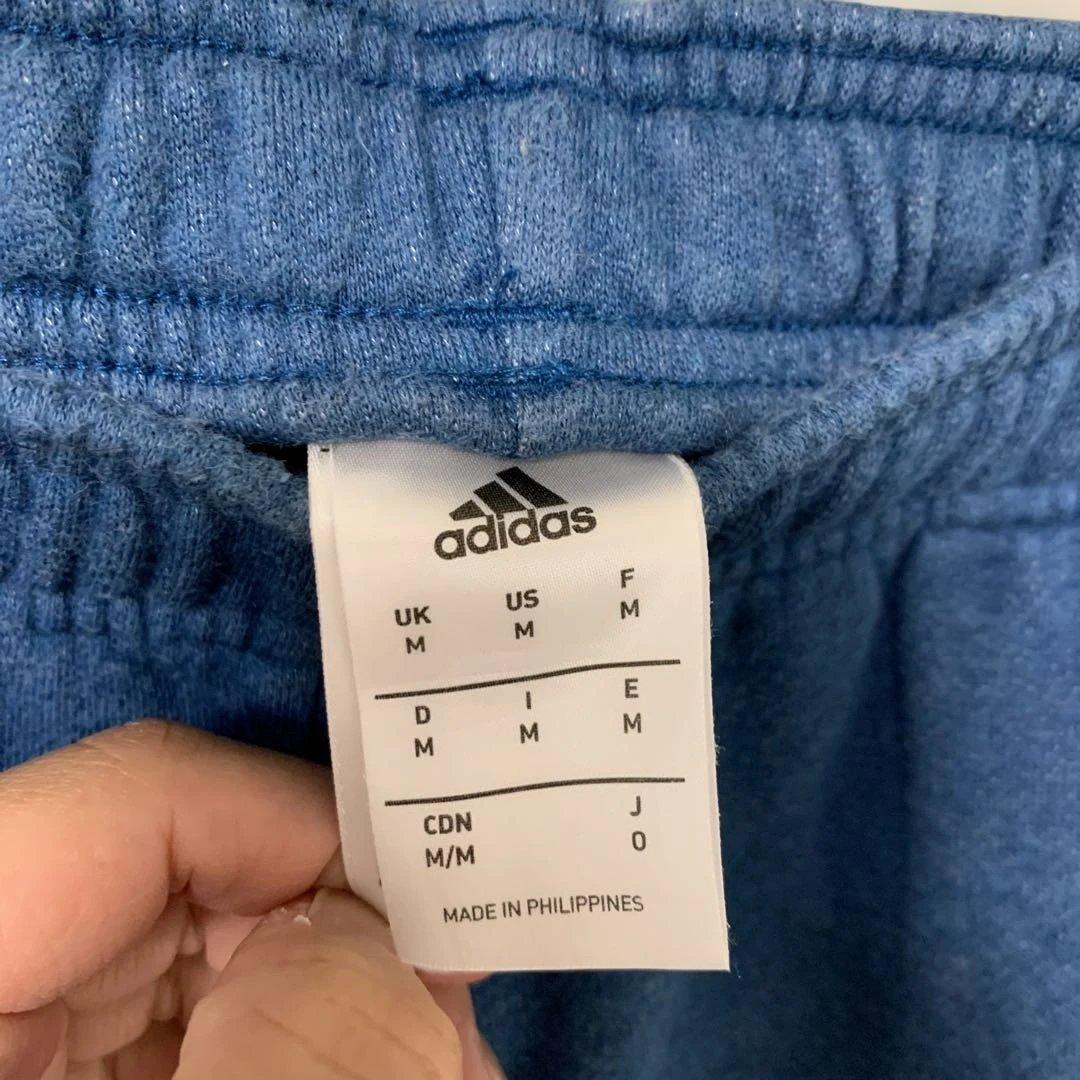 adidas
UK US F
M M M
D I E
M M M
CDN J
M/M O
MADE IN PHILIPPINES